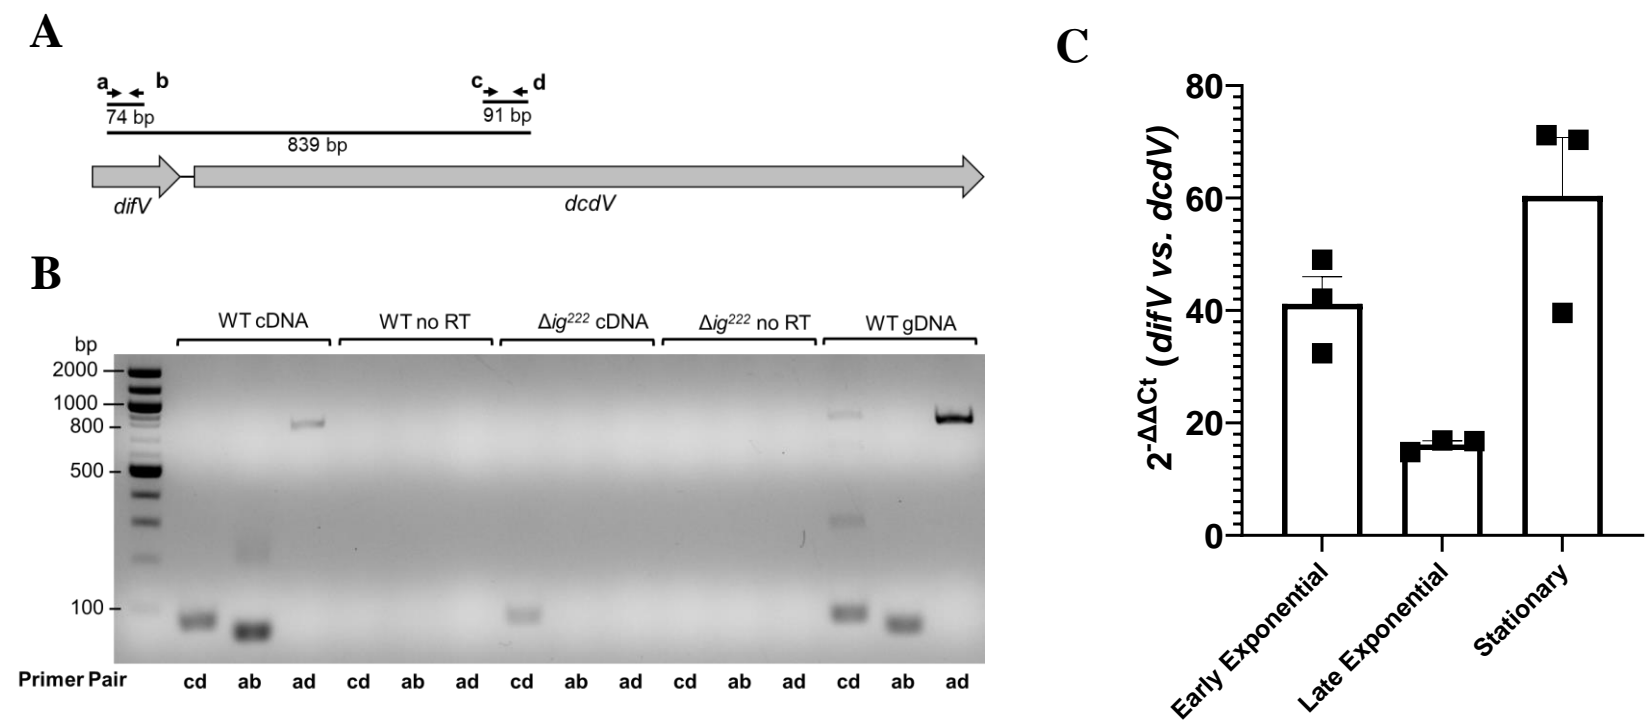 A
a b
c d
74 bp
91 bp
839 bp
difV
dcdV
B
WT cDNA WT no RT Δig²²² cDNA Δig²²² no RT WT gDNA
bp
2000
1000
800
500
100
Primer Pair cd ab ad cd ab ad cd ab ad cd ab ad cd ab ad
C
2^-ΔΔCt (difV vs. dcdV)
80
60
40
20
0
Early Exponential
Late Exponential
Stationary